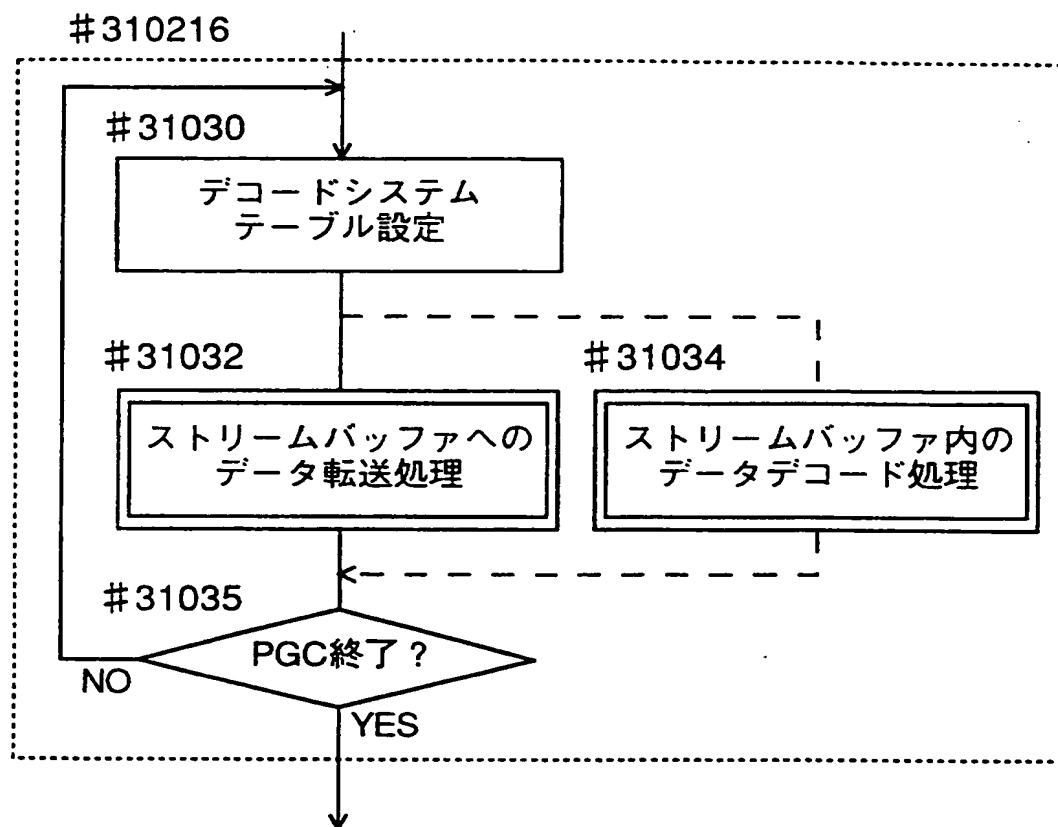 #310216
#31030
デコードシステム
テーブル設定
#31032
#31034
ストリームバッファへの
データ転送処理
ストリームバッファ内の
データデコード処理
#31035
PGC終了?
NO
YES